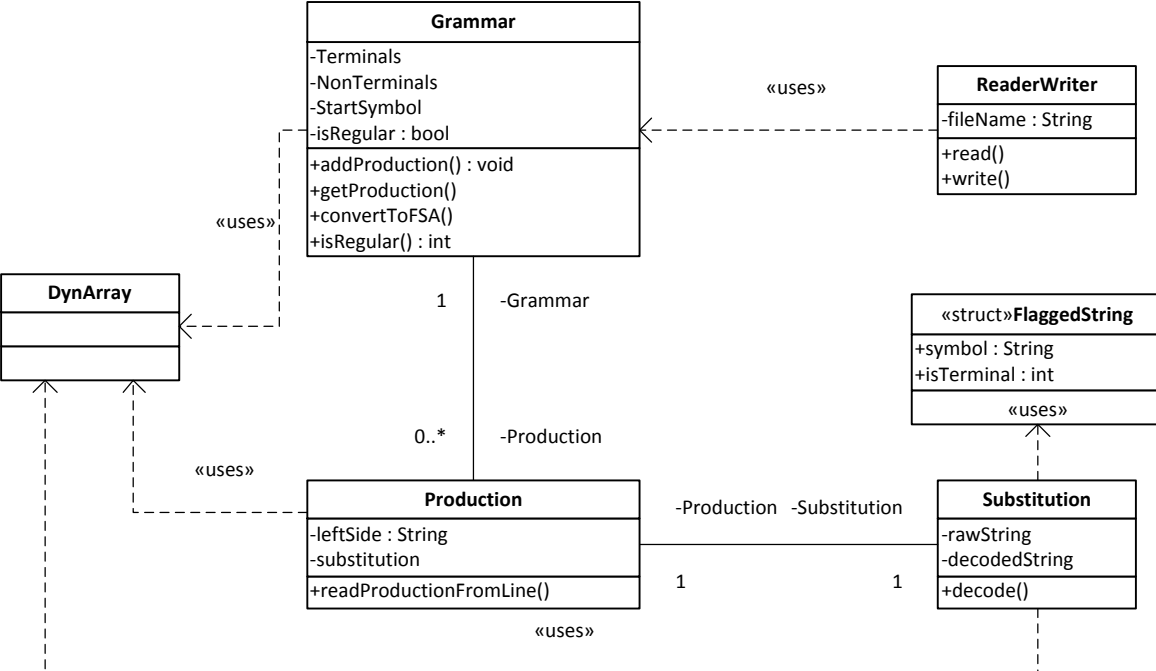 Grammar
-Terminals
-NonTerminals
-StartSymbol
-isRegular : bool
+addProduction() : void
+getProduction()
+convertToFSA()
+isRegular() : int
«uses»
ReaderWriter
-fileName : String
+read()
+write()
«uses»
DynArray
1
-Grammar
«struct»FlaggedString
+symbol : String
+isTerminal : int
«uses»
0..*
-Production
«uses»
Production
-leftSide : String
-substitution
+readProductionFromLine()
-Production
-Substitution
1
1
Substitution
-rawString
-decodedString
+decode()
«uses»